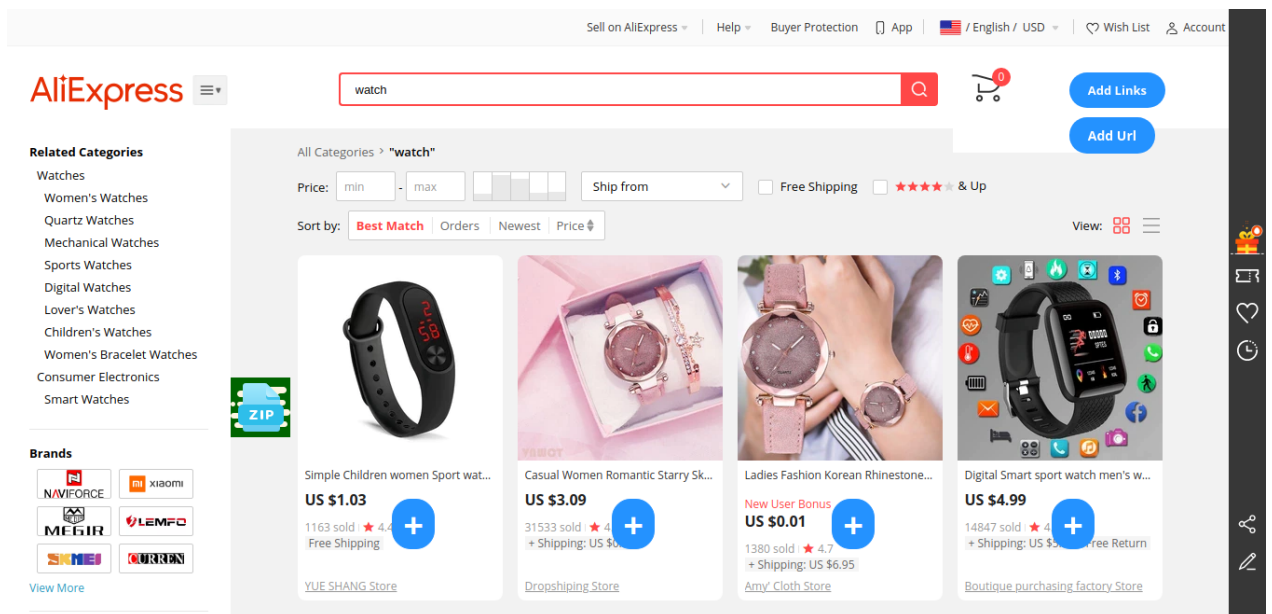 Sell on AliExpress Help Buyer Protection App / English / USD Wish List Account
AliExpress watch 0 Add Links
Add Url
Related Categories
Watches
Women's Watches
Quartz Watches
Mechanical Watches
Sports Watches
Digital Watches
Lover's Watches
Children's Watches
Women's Bracelet Watches
Consumer Electronics
Smart Watches
Brands
NAVIFORCE
xiaomi
MEGIR
LEMFO
SKMEI
CURREN
View More
ZIP
All Categories > "watch"
Price: min - max Ship from Free Shipping & Up
Sort by: Best Match Orders Newest Price View:
Simple Children women Sport wat...
US $1.03
1163 sold 4.4
Free Shipping
YUE SHANG Store
Casual Women Romantic Starry Sk...
US $3.09
31533 sold 4
+ Shipping: US
Dropshiping Store
Ladies Fashion Korean Rhinestone...
New User Bonus
US $0.01
1380 sold 4.7
+ Shipping: US $6.95
Amy' Cloth Store
Digital Smart sport watch men's w...
US $4.99
14847 sold 4
+ Shipping: US Free Return
Boutique purchasing factory Store